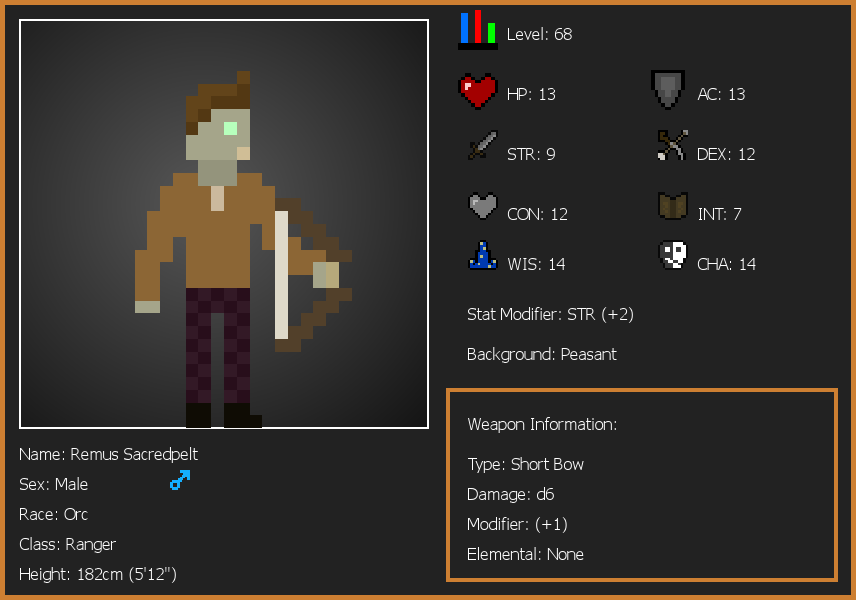 Level: 68
HP: 13
AC: 13
STR: 9
DEX: 12
CON: 12
INT: 7
WIS: 14
CHA: 14
Stat Modifier: STR (+2)
Background: Peasant
Weapon Information:
Type: Short Bow
Damage: d6
Modifier: (+1)
Elemental: None
Name: Remus Sacredpelt
Sex: Male
Race: Orc
Class: Ranger
Height: 182cm (5'12")